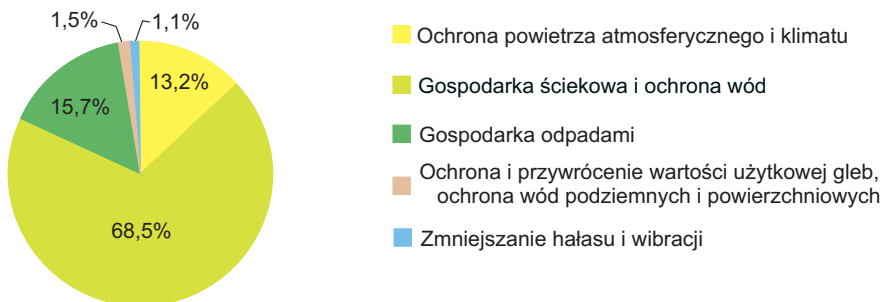 1,5%
1,1%
13,2%
15,7%
68,5%
Ochrona powietrza atmosferycznego i klimatu
Gospodarka ściekowa i ochrona wód
Gospodarka odpadami
Ochrona i przywrócenie wartości użytkowej gleb,
ochrona wód podziemnych i powierzchniowych
Zmniejszanie hałasu i wibracji